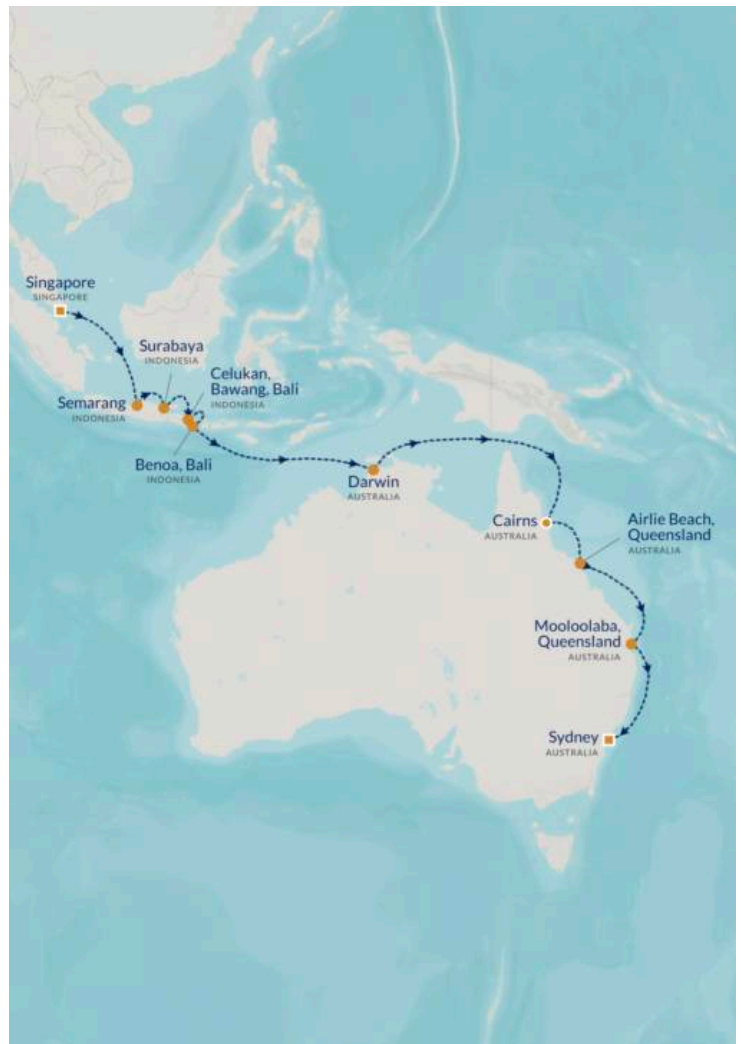 Singapore
SINGAPORE
Surabaya
INDONESIA
Celukan,
Bawang, Bali
INDONESIA
Semarang
INDONESIA
Benoa, Bali
INDONESIA
Darwin
AUSTRALIA
Cairns
AUSTRALIA
Airlie Beach,
Queensland
AUSTRALIA
Mooloolaba,
Queensland
AUSTRALIA
Sydney
AUSTRALIA